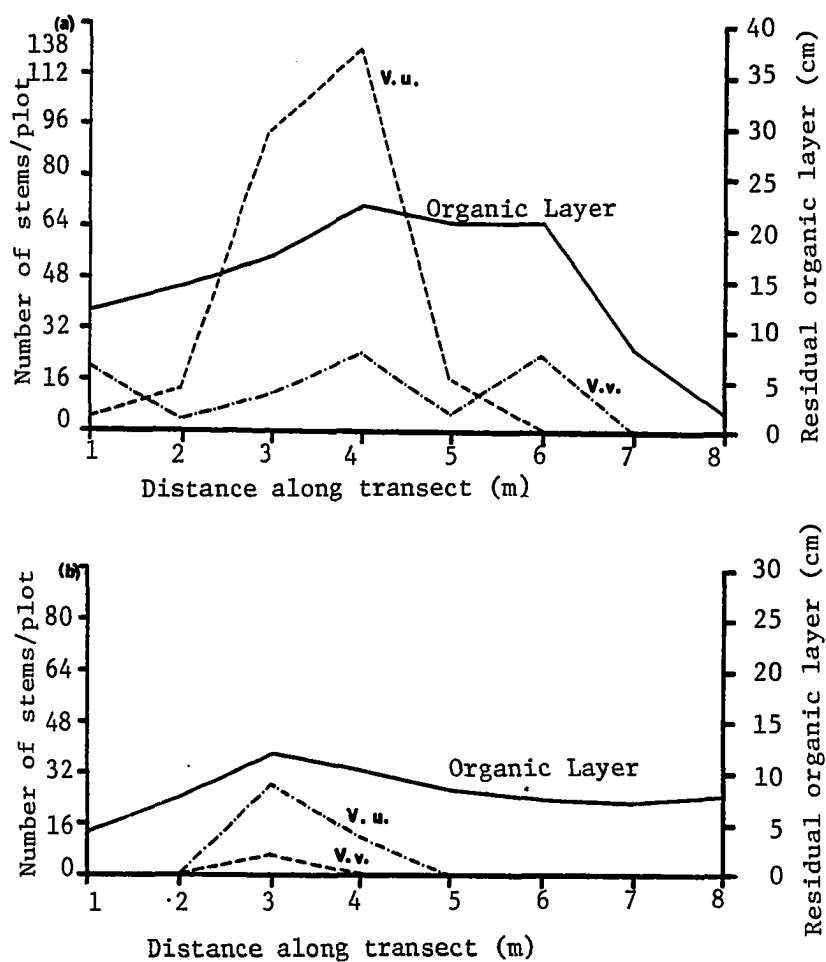 (a)
Number of stems/plot
138
112
96
80
64
48
32
16
0
V.u.
Organic Layer
V.v.
40
35
30
25
20
15
10
5
0
Residual organic layer (cm)
1 2 3 4 5 6 7 8
Distance along transect (m)
(b)
Number of stems/plot
80
64
48
32
16
0
Organic Layer
V.u.
V.v.
30
25
20
15
10
5
0
Residual organic layer (cm)
1 2 3 4 5 6 7 8
Distance along transect (m)